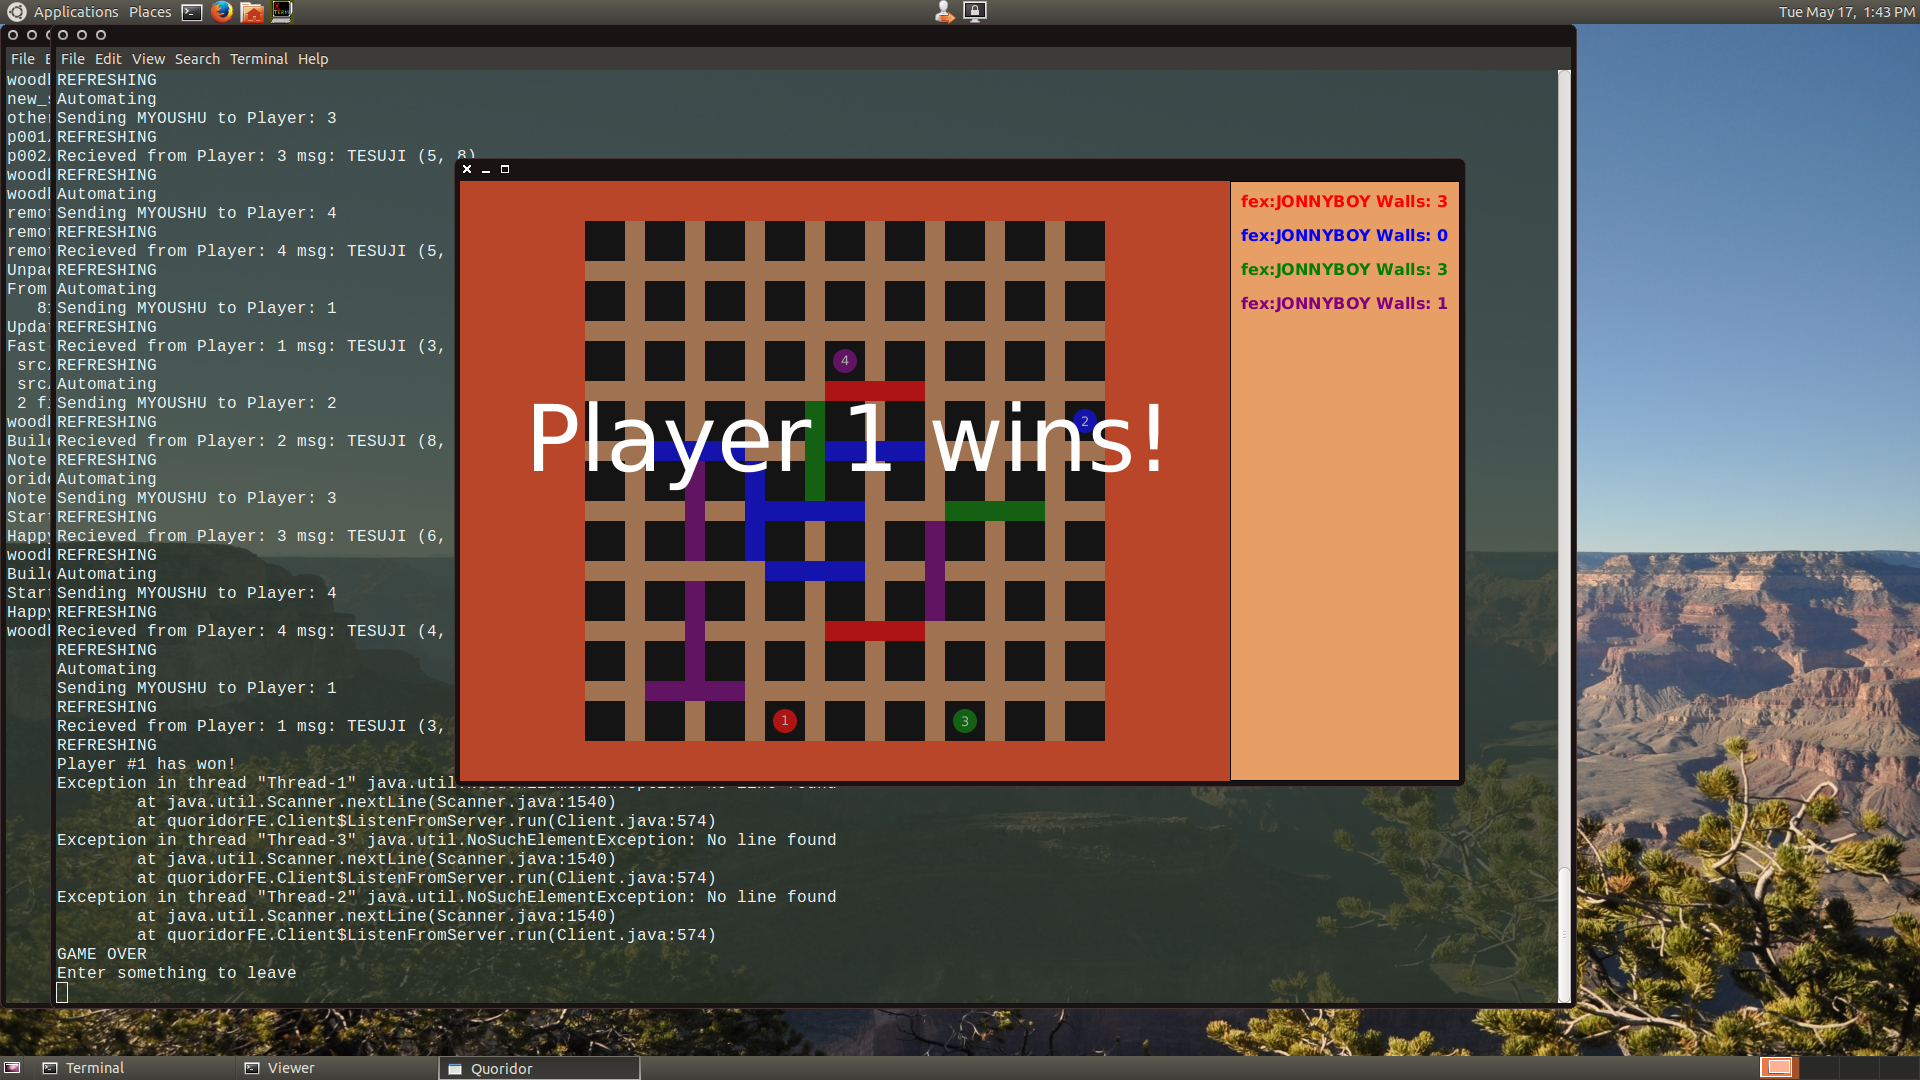 Applications Places Tue May 17, 1:43 PM
File
File Edit View Search Terminal Help
REFRESHING
Automating
Sending MYOUSHU to Player: 3
REFRESHING
Recieved from Player: 3 msg: TESUJI (5, 8)
REFRESHING
Automating
Sending MYOUSHU to Player: 4
REFRESHING
Recieved from Player: 4 msg: TESUJI (5,
REFRESHING
Automating
Sending MYOUSHU to Player: 1
REFRESHING
Recieved from Player: 1 msg: TESUJI (3,
REFRESHING
Automating
Sending MYOUSHU to Player: 2
REFRESHING
Recieved from Player: 2 msg: TESUJI (8,
REFRESHING
Automating
Sending MYOUSHU to Player: 3
REFRESHING
Recieved from Player: 3 msg: TESUJI (6,
REFRESHING
Automating
Sending MYOUSHU to Player: 4
REFRESHING
Recieved from Player: 4 msg: TESUJI (4,
REFRESHING
Automating
Sending MYOUSHU to Player: 1
REFRESHING
Recieved from Player: 1 msg: TESUJI (3,
REFRESHING
Player #1 has won!
Exception in thread "Thread-1" java.util.NoSuchElementException: No line found
at java.util.Scanner.nextLine(Scanner.java:1540)
at quoridorFE.Client$ListenFromServer.run(Client.java:574)
Exception in thread "Thread-3" java.util.NoSuchElementException: No line found
at java.util.Scanner.nextLine(Scanner.java:1540)
at quoridorFE.Client$ListenFromServer.run(Client.java:574)
Exception in thread "Thread-2" java.util.NoSuchElementException: No line found
at java.util.Scanner.nextLine(Scanner.java:1540)
at quoridorFE.Client$ListenFromServer.run(Client.java:574)
GAME OVER
Enter something to leave
fex:JONNYBOY Walls: 3
fex:JONNYBOY Walls: 0
fex:JONNYBOY Walls: 3
fex:JONNYBOY Walls: 1
4
2
Player 1 wins!
1
3
Terminal Viewer Quoridor